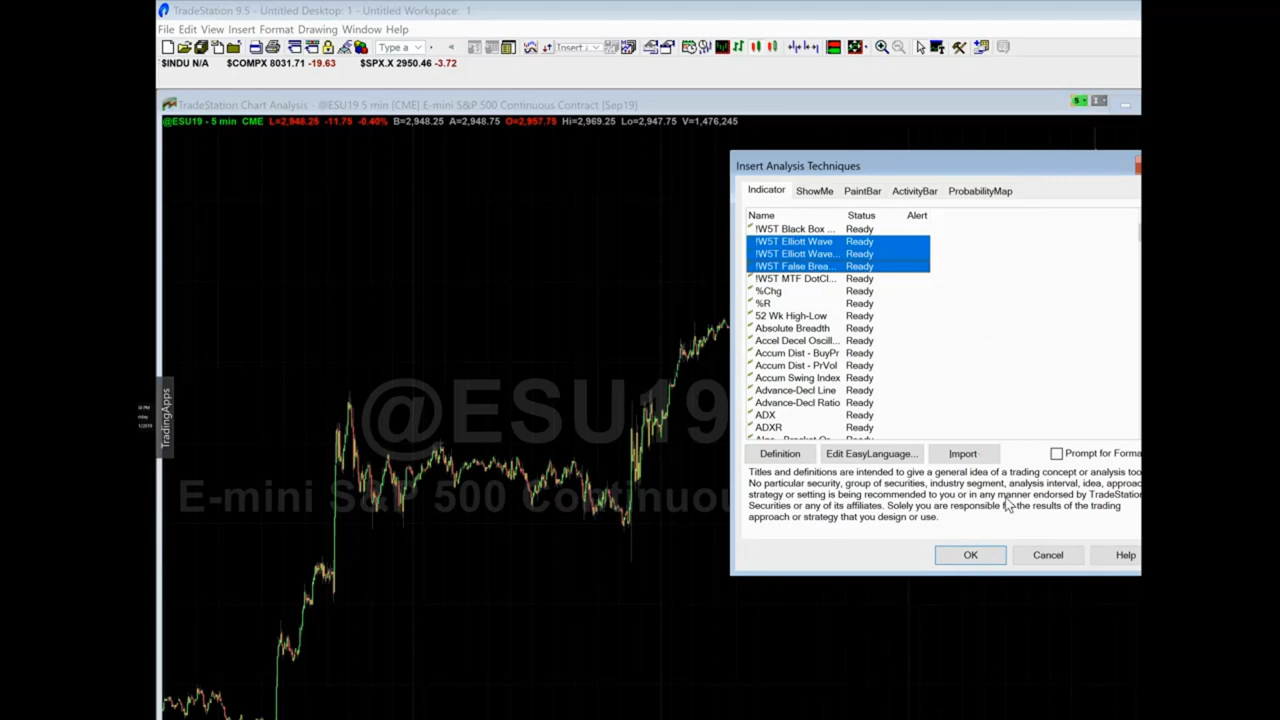 TradeStation 9.5 - Untitled Desktop: 1 - Untitled Workspace: 1
File Edit View Insert Format Drawing Window Help
Type a
Insert
$INDU N/A $COMPX 8031.71 -19.63 $SPX.X 2950.46 -3.72
TradeStation Chart Analysis - @ESU19 5 min [CME] E-mini S&P 500 Continuous Contract (Sep19)
@ESU19 - 5 min CME L=2,948.25 -11.75 -0.40% B=2,948.25 A=2,948.75 O=2,957.75 Hi=2,969.25 Lo=2,947.75 V=1,476,245
Insert Analysis Techniques
Indicator ShowMe PaintBar ActivityBar ProbabilityMap
Name Status Alert
!W5T Black Box ... Ready
!W5T Elliott Wave Ready
!W5T Elliott Wave... Ready
!W5T False Brea... Ready
!W5T MTF DotCl... Ready
%Chg Ready
%R Ready
52 Wk High-Low Ready
Absolute Breadth Ready
Accel Decel Oscill... Ready
Accum Dist - BuyPr Ready
Accum Dist - PrVol Ready
Accum Swing Index Ready
Advance-Decl Line Ready
Advance-Decl Ratio Ready
ADX Ready
ADXR Ready
Definition Edit EasyLanguage... Import Prompt for Forma
Titles and definitions are intended to give a general idea of a trading concept or analysis too
No particular security, group of securities, industry segment, analysis interval, idea, approac
strategy or setting is being recommended to you or in any manner endorsed by TradeStation
Securities or any of its affiliates. Solely you are responsible for the results of the trading
approach or strategy that you design or use.
OK Cancel Help
TradingApps
@ESU19
E-mini S&P 500 Continuou